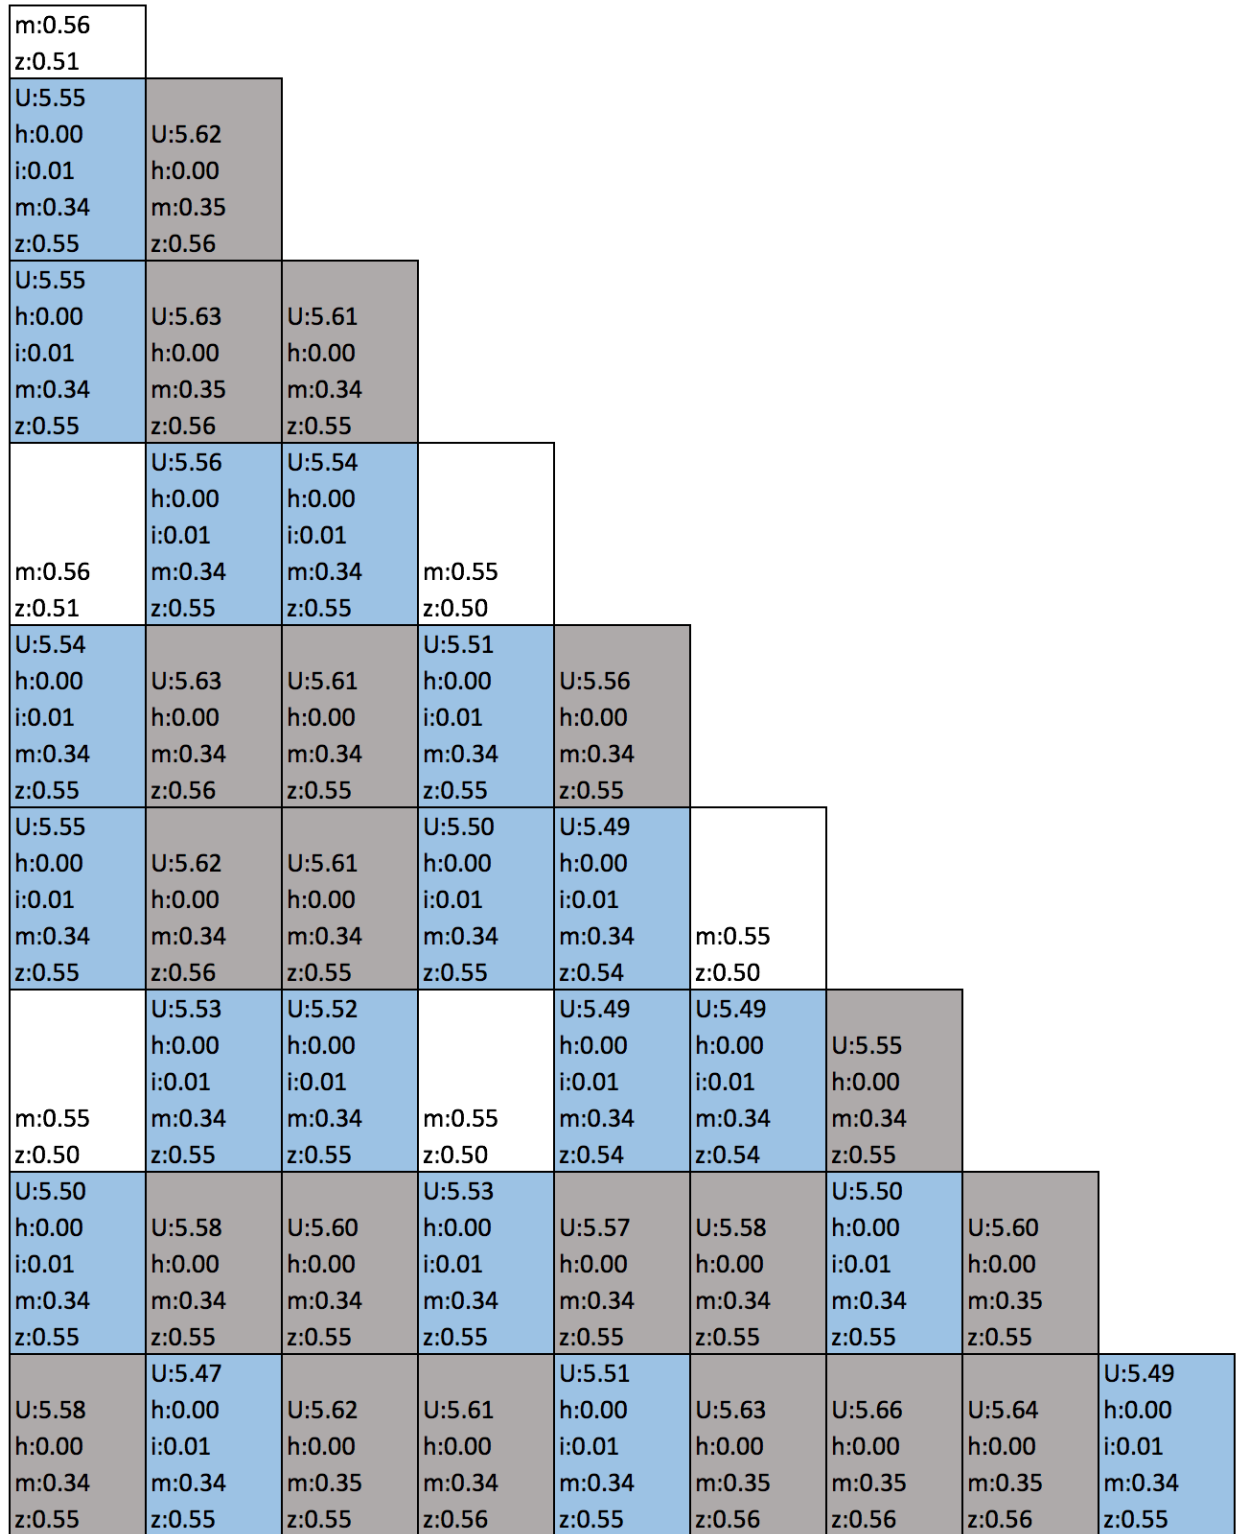 m:0.56
z:0.51
U:5.55
h:0.00 U:5.62
i:0.01 h:0.00
m:0.34 m:0.35
z:0.55 z:0.56
U:5.55
h:0.00 U:5.63 U:5.61
i:0.01 h:0.00 h:0.00
m:0.34 m:0.35 m:0.34
z:0.55 z:0.56 z:0.55
U:5.56 U:5.54
h:0.00 h:0.00
i:0.01 i:0.01
m:0.56 m:0.34 m:0.34 m:0.55
z:0.51 z:0.55 z:0.55 z:0.50
U:5.54 U:5.51
h:0.00 U:5.63 U:5.61 h:0.00 U:5.56
i:0.01 h:0.00 h:0.00 i:0.01 h:0.00
m:0.34 m:0.34 m:0.34 m:0.34 m:0.34
z:0.55 z:0.56 z:0.55 z:0.55 z:0.55
U:5.55 U:5.50 U:5.49
h:0.00 U:5.62 U:5.61 h:0.00 h:0.00
i:0.01 h:0.00 h:0.00 i:0.01 i:0.01
m:0.34 m:0.34 m:0.34 m:0.34 m:0.34 m:0.55
z:0.55 z:0.56 z:0.55 z:0.55 z:0.54 z:0.50
U:5.53 U:5.52 U:5.49 U:5.49
h:0.00 h:0.00 h:0.00 h:0.00 U:5.55
i:0.01 i:0.01 i:0.01 i:0.01 h:0.00
m:0.55 m:0.34 m:0.34 m:0.55 m:0.34 m:0.34 m:0.34
z:0.50 z:0.55 z:0.55 z:0.50 z:0.54 z:0.54 z:0.55
U:5.50 U:5.53 U:5.50
h:0.00 U:5.58 U:5.60 h:0.00 U:5.57 U:5.58 h:0.00 U:5.60
i:0.01 h:0.00 h:0.00 i:0.01 h:0.00 h:0.00 i:0.01 h:0.00
m:0.34 m:0.34 m:0.34 m:0.34 m:0.34 m:0.34 m:0.34 m:0.35
z:0.55 z:0.55 z:0.55 z:0.55 z:0.55 z:0.55 z:0.55 z:0.55
U:5.47 U:5.51 U:5.49
U:5.58 h:0.00 U:5.62 U:5.61 h:0.00 U:5.63 U:5.66 U:5.64 h:0.00
h:0.00 i:0.01 h:0.00 h:0.00 i:0.01 h:0.00 h:0.00 h:0.00 i:0.01
m:0.34 m:0.34 m:0.35 m:0.34 m:0.34 m:0.35 m:0.35 m:0.35 m:0.34
z:0.55 z:0.55 z:0.55 z:0.56 z:0.55 z:0.56 z:0.56 z:0.56 z:0.55